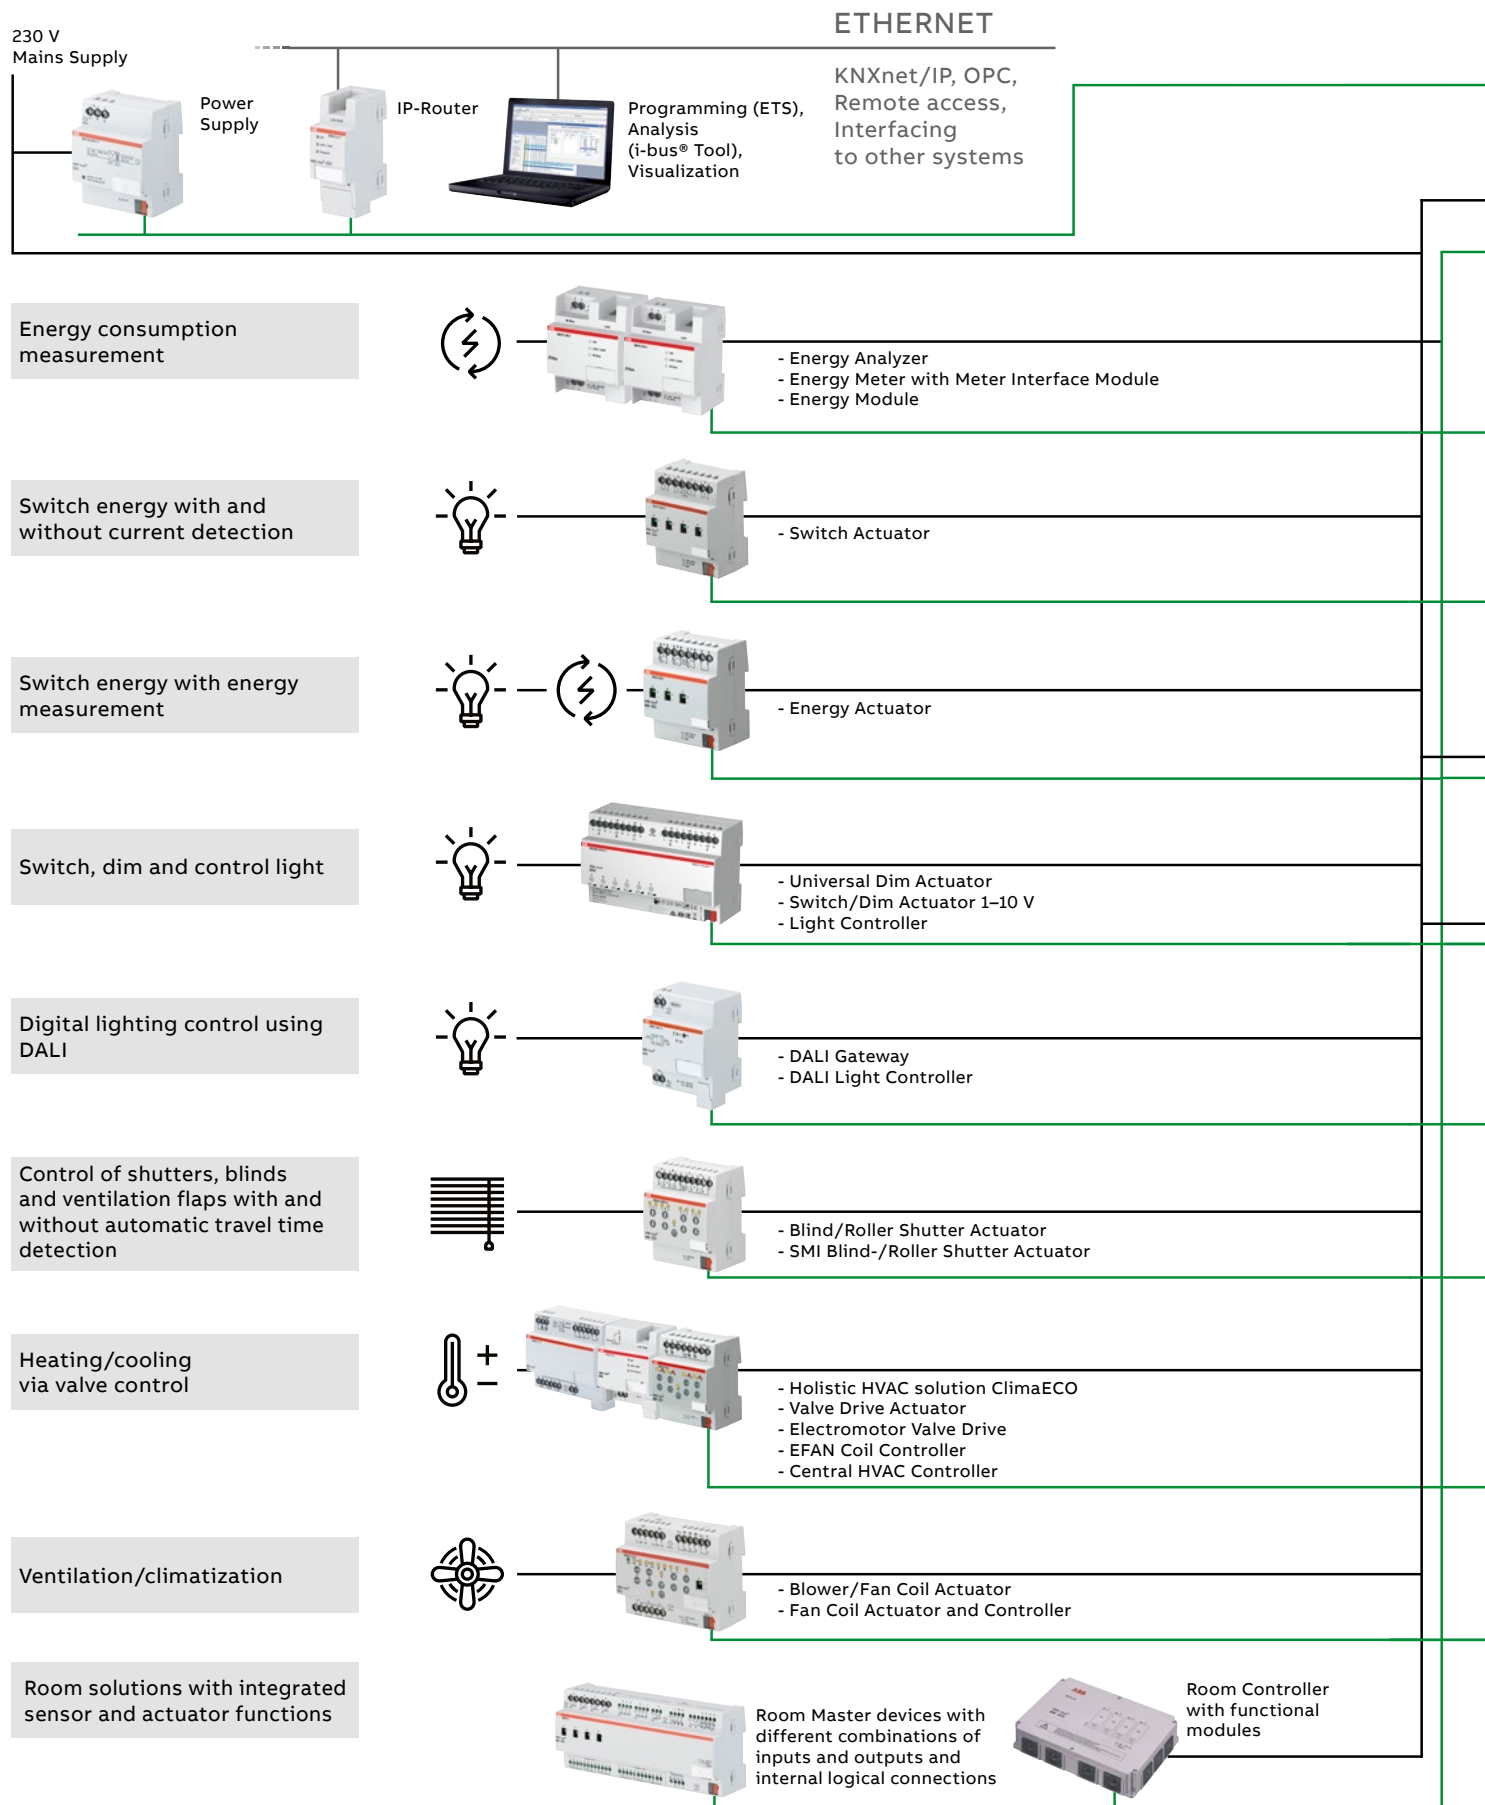 ETHERNET
230 V
Mains Supply
Power
Supply
IP-Router
Programming (ETS),
Analysis
(i-bus® Tool),
Visualization
KNXnet/IP, OPC,
Remote access,
Interfacing
to other systems
Energy consumption
measurement
- Energy Analyzer
- Energy Meter with Meter Interface Module
- Energy Module
Switch energy with and
without current detection
- Switch Actuator
Switch energy with energy
measurement
- Energy Actuator
Switch, dim and control light
- Universal Dim Actuator
- Switch/Dim Actuator 1–10 V
- Light Controller
Digital lighting control using
DALI
- DALI Gateway
- DALI Light Controller
Control of shutters, blinds
and ventilation flaps with and
without automatic travel time
detection
- Blind/Roller Shutter Actuator
- SMI Blind-/Roller Shutter Actuator
Heating/cooling
via valve control
- Holistic HVAC solution ClimaECO
- Valve Drive Actuator
- Electromotor Valve Drive
- EFAN Coil Controller
- Central HVAC Controller
Ventilation/climatization
- Blower/Fan Coil Actuator
- Fan Coil Actuator and Controller
Room solutions with integrated
sensor and actuator functions
Room Master devices with
different combinations of
inputs and outputs and
internal logical connections
ABB
Room Controller
with functional
modules